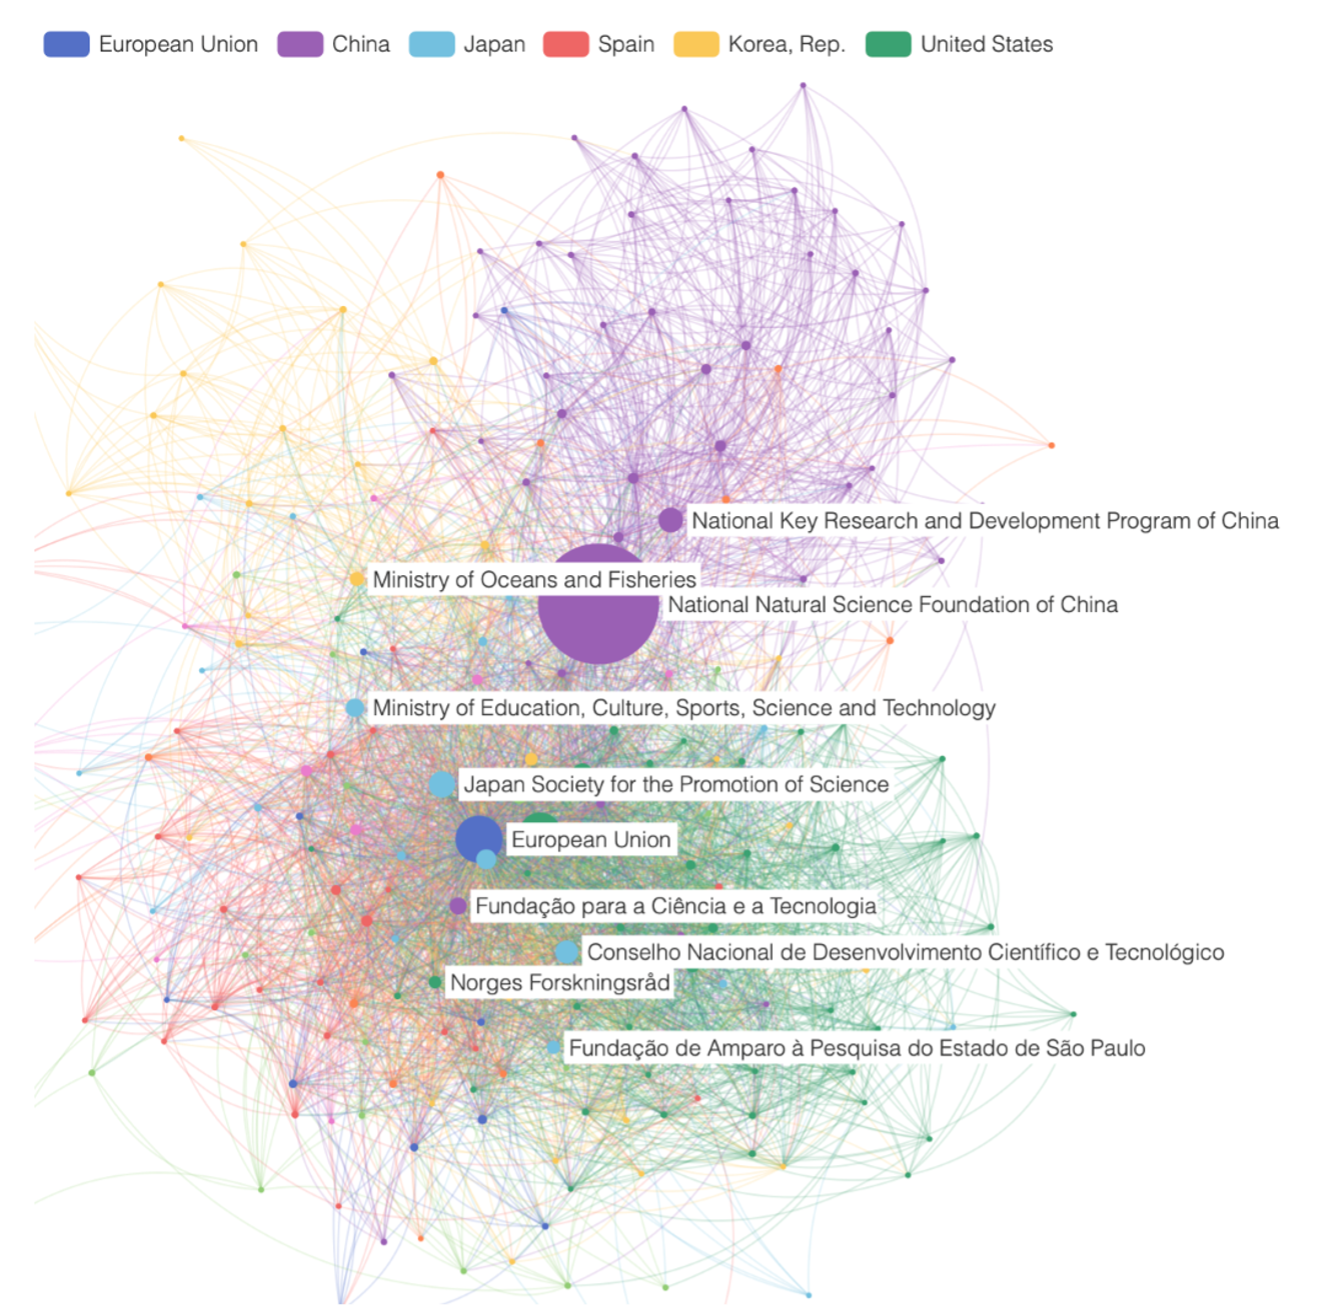 European Union China Japan Spain Korea, Rep. United States
National Key Research and Development Program of China
Ministry of Oceans and Fisheries
National Natural Science Foundation of China
Ministry of Education, Culture, Sports, Science and Technology
Japan Society for the Promotion of Science
European Union
Fundação para a Ciência e a Tecnologia
Conselho Nacional de Desenvolvimento Científico e Tecnológico
Norges Forskningsråd
Fundação de Amparo à Pesquisa do Estado de São Paulo